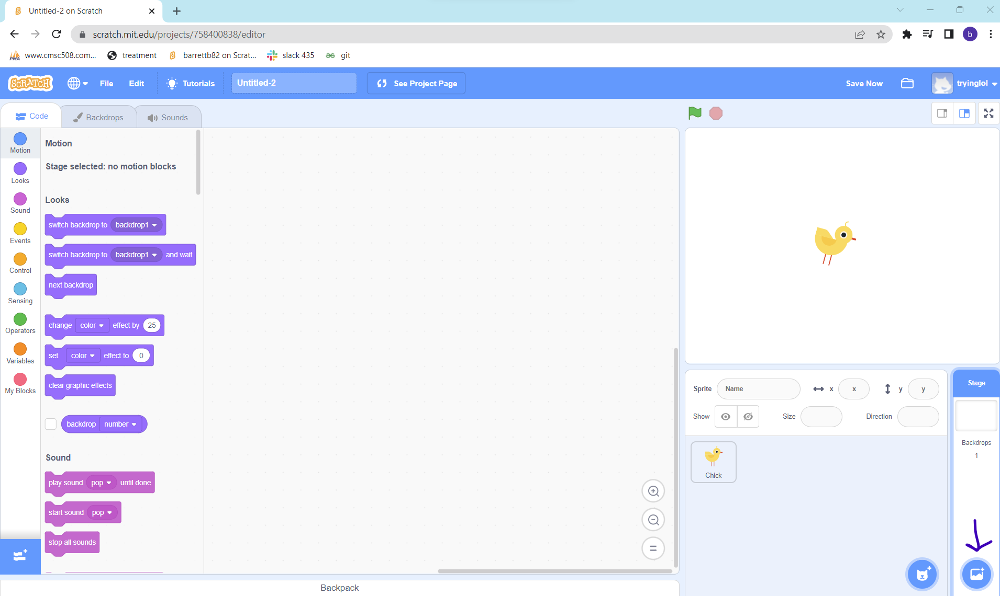 Untitled-2 on Scratch
scratch.mit.edu/projects/758400838/editor
b
www.cmsc508.com... treatment barrettb82 on Scrat... slack 435 git
PMA
SCRATCH File Edit Tutorials Untitled-2 See Project Page Save Now tryinglol
Code Backdrops Sounds
Motion
Looks
Sound
Events
Control
Sensing
Operators
Variables
My Blocks
Motion
Stage selected: no motion blocks
Looks
switch backdrop to backdrop1
switch backdrop to backdrop1 and wait
next backdrop
change color effect by 25
set color effect to 0
clear graphic effects
backdrop number
Sound
play sound pop until done
start sound pop
stop all sounds
Backpack
Sprite Name x x y y
Show Size Direction
Chick
Stage
Backdrops
1